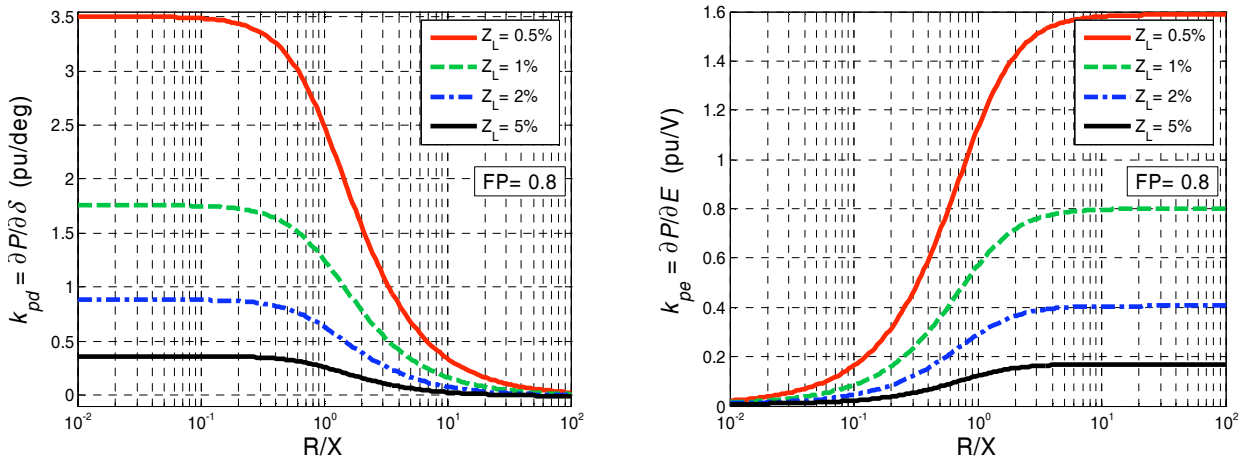 3.5
3
2.5
2
1.5
1
0.5
0
k_pd = ∂P/∂δ (pu/deg)
Z_L= 0.5%
Z_L= 1%
Z_L= 2%
Z_L= 5%
FP= 0.8
10^-2
10^-1
10^0
10^1
10^2
R/X
1.6
1.4
1.2
1
0.8
0.6
0.4
0.2
0
k_pe = ∂P/∂E (pu/V)
Z_L= 0.5%
Z_L= 1%
Z_L= 2%
Z_L= 5%
FP= 0.8
10^-2
10^-1
10^0
10^1
10^2
R/X